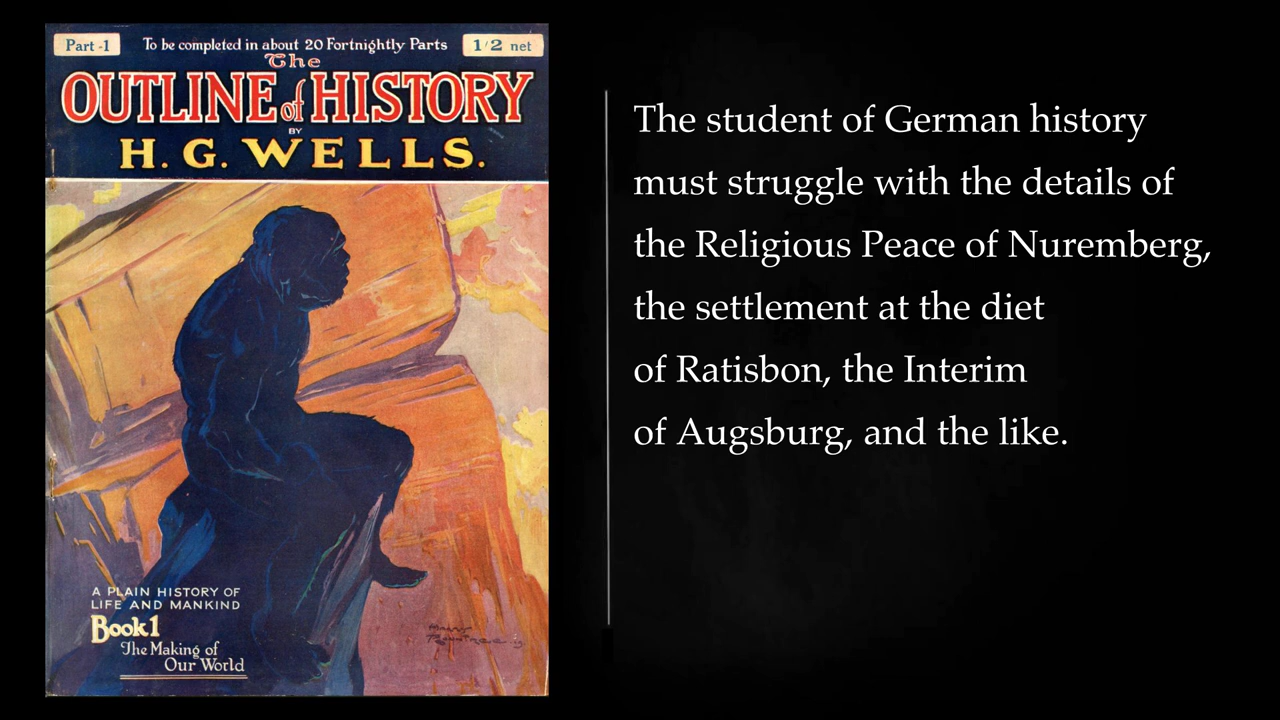 Part -1
To be completed in about 20 Fortnightly Parts
1/2 net
The
OUTLINE of HISTORY
BY
H. G. WELLS.
A PLAIN HISTORY OF
LIFE AND MANKIND
Book 1
The Making of
Our World
The student of German history
must struggle with the details of
the Religious Peace of Nuremberg,
the settlement at the diet
of Ratisbon, the Interim
of Augsburg, and the like.